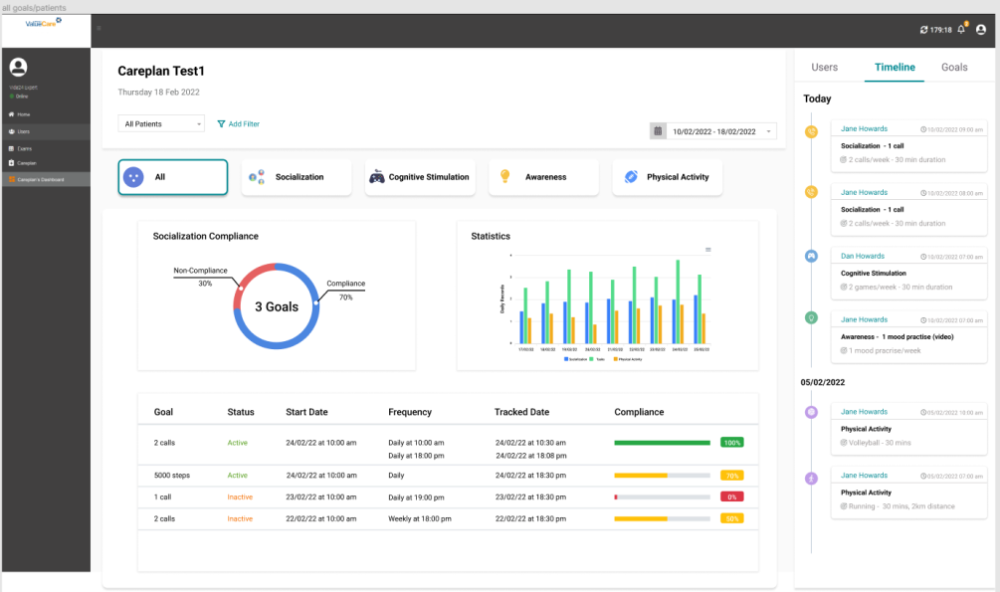 all goals/patients
ValueCare
179:18
Online
Home
Users
Exams
Careplan
Careplan's Dashboard
Careplan Test1
Thursday 18 Feb 2022
All Patients
Add Filter
10/02/2022 - 18/02/2022
All
Socialization
Cognitive Stimulation
Awareness
Physical Activity
Socialization Compliance
Non-Compliance
30%
Compliance
70%
3 Goals
Statistics
Daily Records
17/02/22 18/02/22 19/02/22 20/02/22 21/02/22 22/02/22 23/02/22 24/02/22 25/02/22
Socialization Tasks Physical Activity
Goal Status Start Date Frequency Tracked Date Compliance
2 calls Active 24/02/22 at 10:00 am Daily at 10:00 am 24/02/22 at 10:30 am 100%
Daily at 18:00 pm 24/02/22 at 18:08 pm
5000 steps Active 24/02/22 at 10:00 am Daily 24/02/22 at 18:30 pm 70%
1 call Inactive 23/02/22 at 10:00 am Daily at 19:00 pm 23/02/22 at 18:30 pm 0%
2 calls Inactive 22/02/22 at 10:00 am Weekly at 18:00 pm 22/02/22 at 18:30 pm 50%
Users Timeline Goals
Today
Jane Howards 10/02/2022 09:00 am
Socialization - 1 call
2 calls/week - 30 min duration
Jane Howards 10/02/2022 08:00 am
Socialization - 1 call
2 calls/week - 30 min duration
Dan Howards 10/02/2022 07:00 am
Cognitive Stimulation
2 games/week - 30 min duration
Jane Howards 10/02/2022 07:00 am
Awareness - 1 mood practise (video)
1 mood pracrise/week
05/02/2022
Jane Howards 05/02/2022 16:00 am
Physical Activity
Volleyball - 30 mins
Jane Howards 05/02/2022 07:00 am
Physical Activity
Running - 30 mins, 2km distance